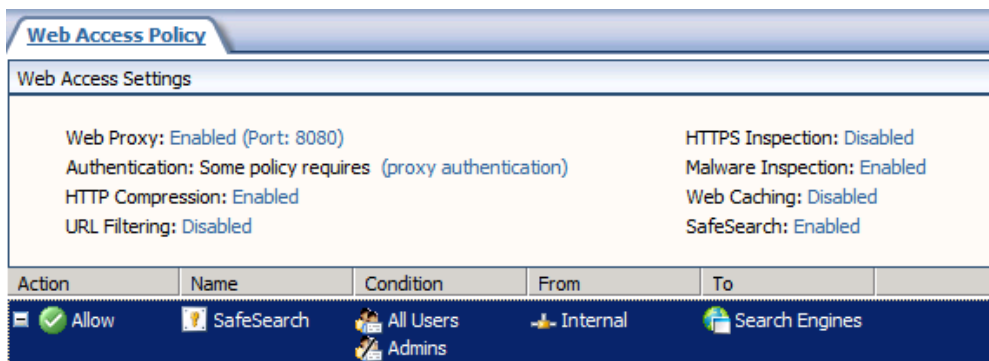 Web Access Policy
Web Access Settings
Web Proxy: Enabled (Port: 8080)
HTTPS Inspection: Disabled
Authentication: Some policy requires (proxy authentication)
Malware Inspection: Enabled
HTTP Compression: Enabled
Web Caching: Disabled
URL Filtering: Disabled
SafeSearch: Enabled
Action Name Condition From To
Allow SafeSearch All Users Internal Search Engines
Admins